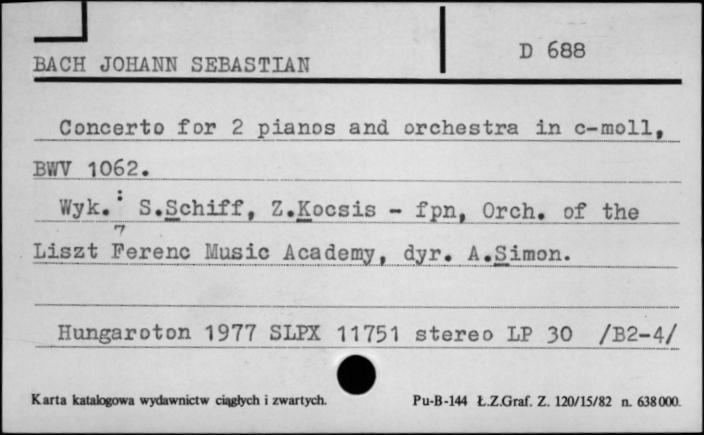 D 688
BACH JOHANN SEBASTIAN
Concerto for 2 pianos and orchestra in c-moll,
BWV 1062.
Wyk.: S.Schiff, Z.Kocsis - fpn, Orch. of the
Liszt Ferenc Music Academy, dyr. A.Simon.
Hungaroton 1977 SLPX 11751 stereo LP 30 /B2-4/
Karta katalogowa wydawnictw ciągłych i zwartych.
Pu-B-144 Ł.Z.Graf. Z. 120/15/82 n. 638000.